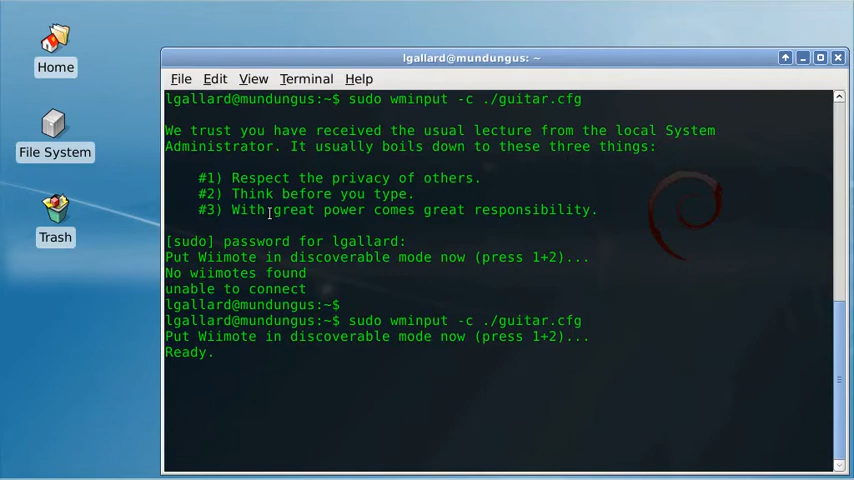 lgallard@mundungus: ~
Home
File System
Trash
File Edit View Terminal Help
lgallard@mundungus:~$ sudo wminput -c ./guitar.cfg
We trust you have received the usual lecture from the local System
Administrator. It usually boils down to these three things:
#1) Respect the privacy of others.
#2) Think before you type.
#3) With great power comes great responsibility.
[sudo] password for lgallard:
Put Wiimote in discoverable mode now (press 1+2)...
No wiimotes found
unable to connect
lgallard@mundungus:~$
lgallard@mundungus:~$ sudo wminput -c ./guitar.cfg
Put Wiimote in discoverable mode now (press 1+2)...
Ready.